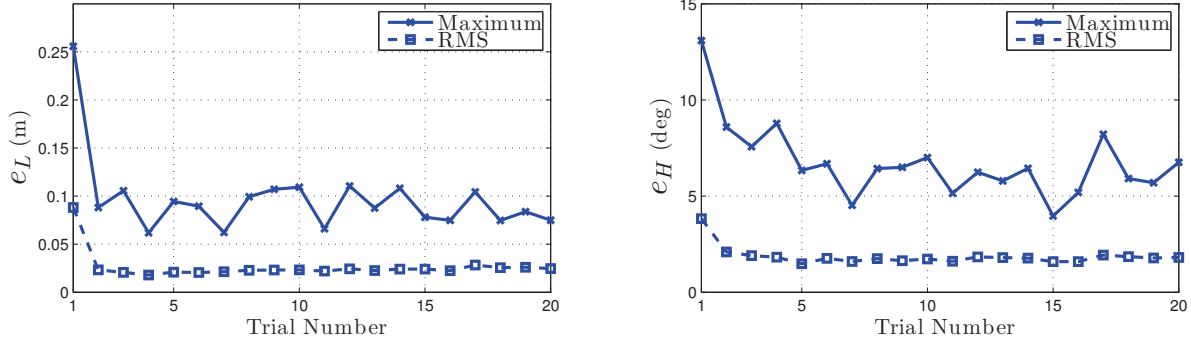 Maximum
RMS
0.25
0.2
0.15
0.1
0.05
0
e_L (m)
1 5 10 15 20
Trial Number
Maximum
RMS
15
10
5
0
e_H (deg)
1 5 10 15 20
Trial Number